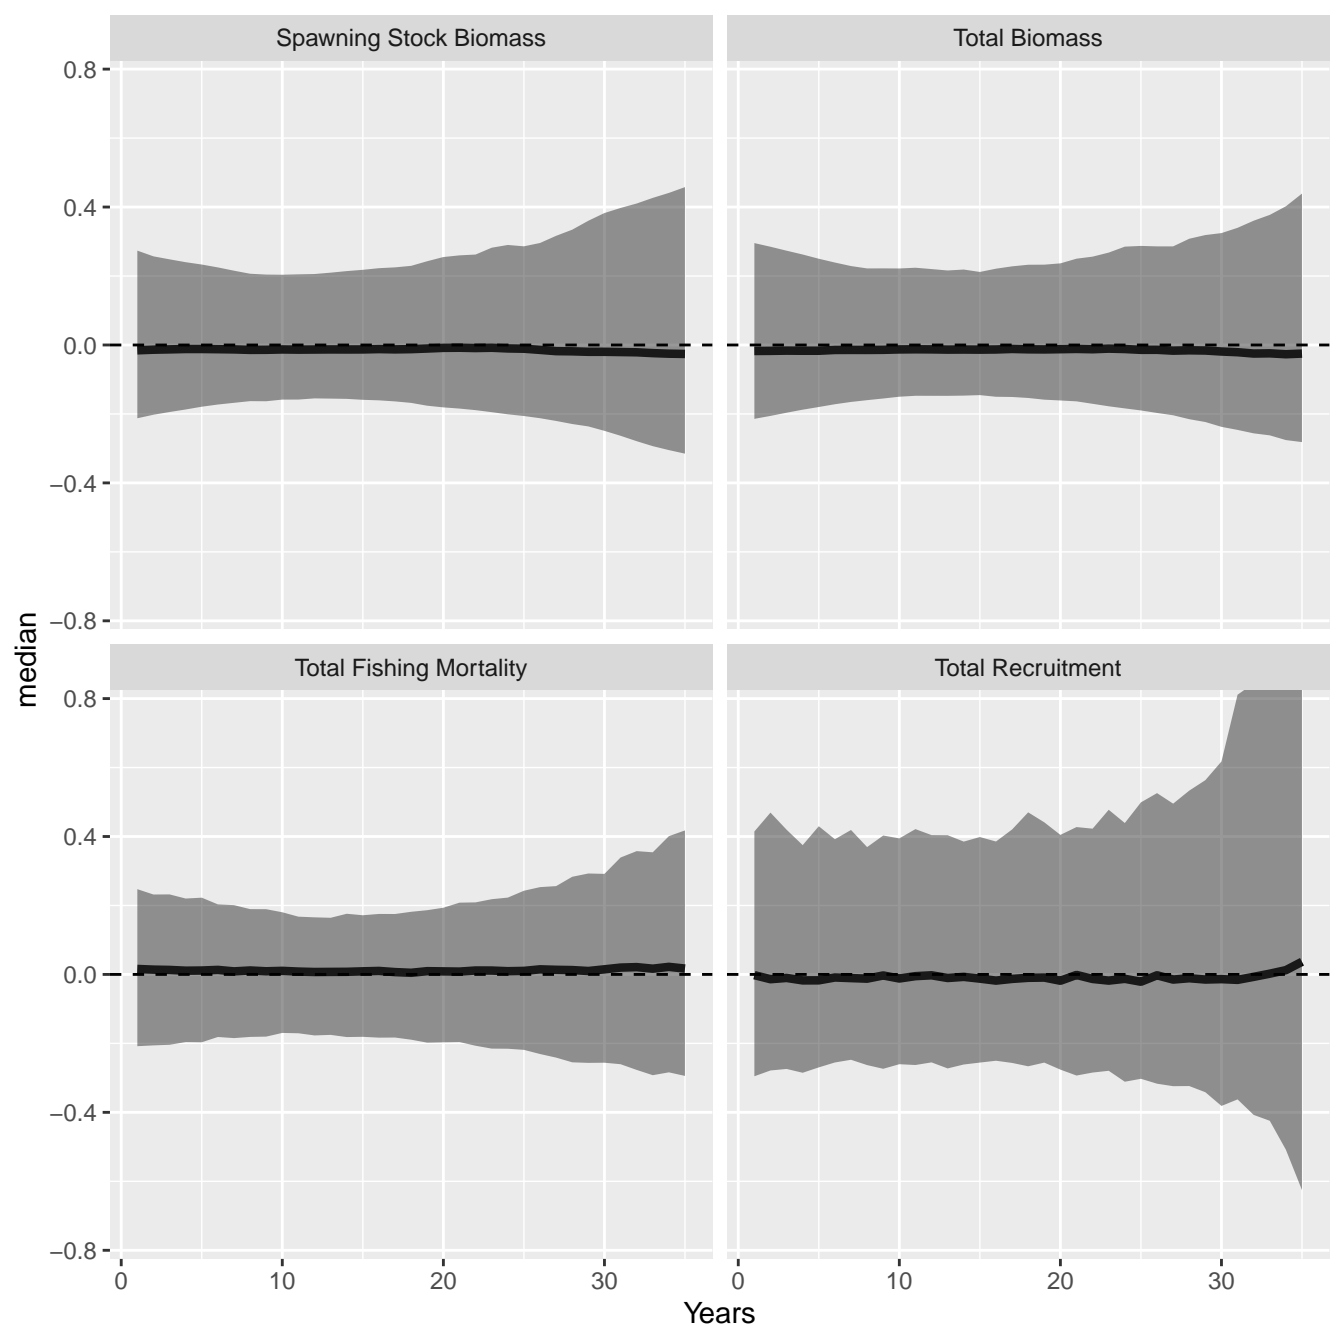 Spawning Stock Biomass
Total Biomass
0.8
0.4
0.0
−0.4
−0.8
median
Total Fishing Mortality
Total Recruitment
0.8
0.4
0.0
−0.4
−0.8
0 10 20 30
0 10 20 30
Years